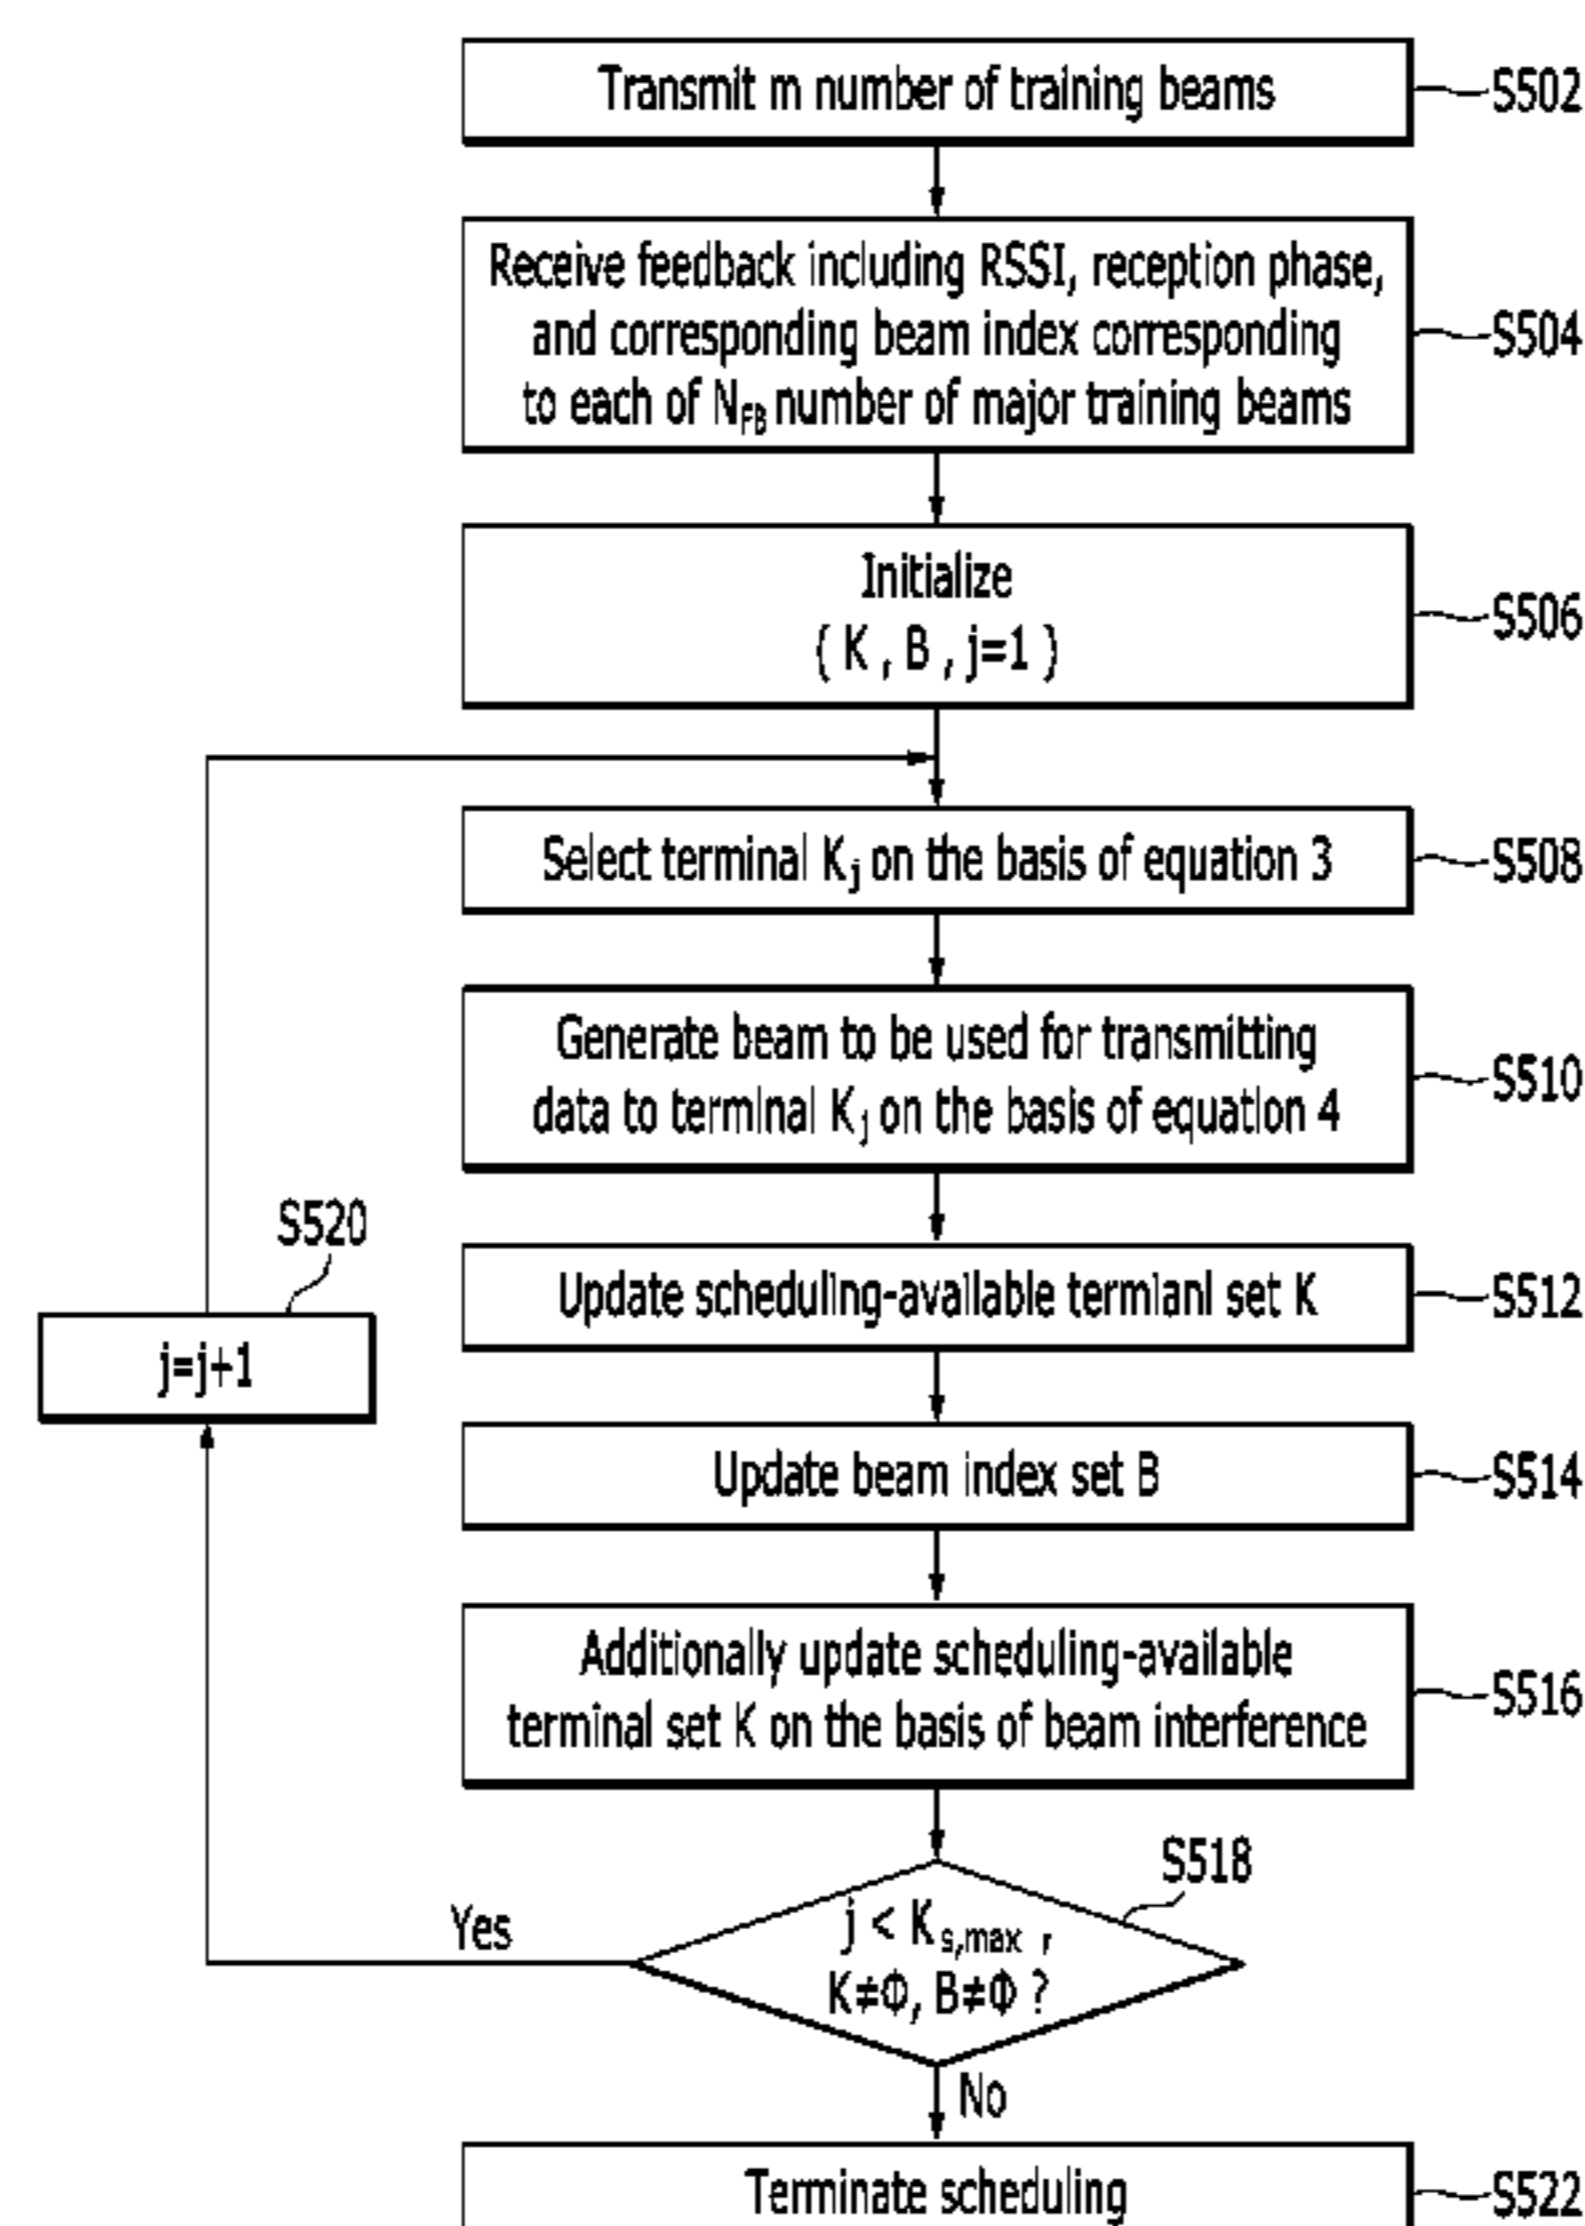 Transmit m number of training beams
S502
Receive feedback including RSSI, reception phase,
and corresponding beam index corresponding
to each of N_FB number of major training beams
S504
Initialize
( K , B , j=1 )
S506
Select terminal K_j on the basis of equation 3
S508
Generate beam to be used for transmitting
data to terminal K_j on the basis of equation 4
S510
S520
j=j+1
Update scheduling-available termianl set K
S512
Update beam index set B
S514
Additionally update scheduling-available
terminal set K on the basis of beam interference
S516
S518
Yes
j < K_s,max ,
K≠Φ, B≠Φ ?
No
Terminate scheduling
S522